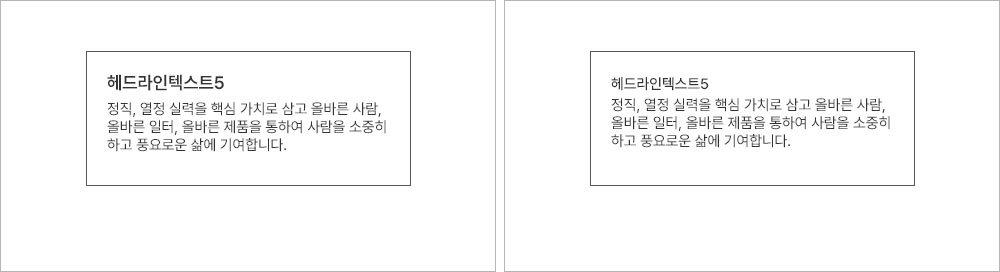 헤드라인텍스트5
정직, 열정 실력을 핵심 가치로 삼고 올바른 사람,
올바른 일터, 올바른 제품을 통하여 사람을 소중히
하고 풍요로운 삶에 기여합니다.
헤드라인텍스트5
정직, 열정 실력을 핵심 가치로 삼고 올바른 사람,
올바른 일터, 올바른 제품을 통하여 사람을 소중히
하고 풍요로운 삶에 기여합니다.